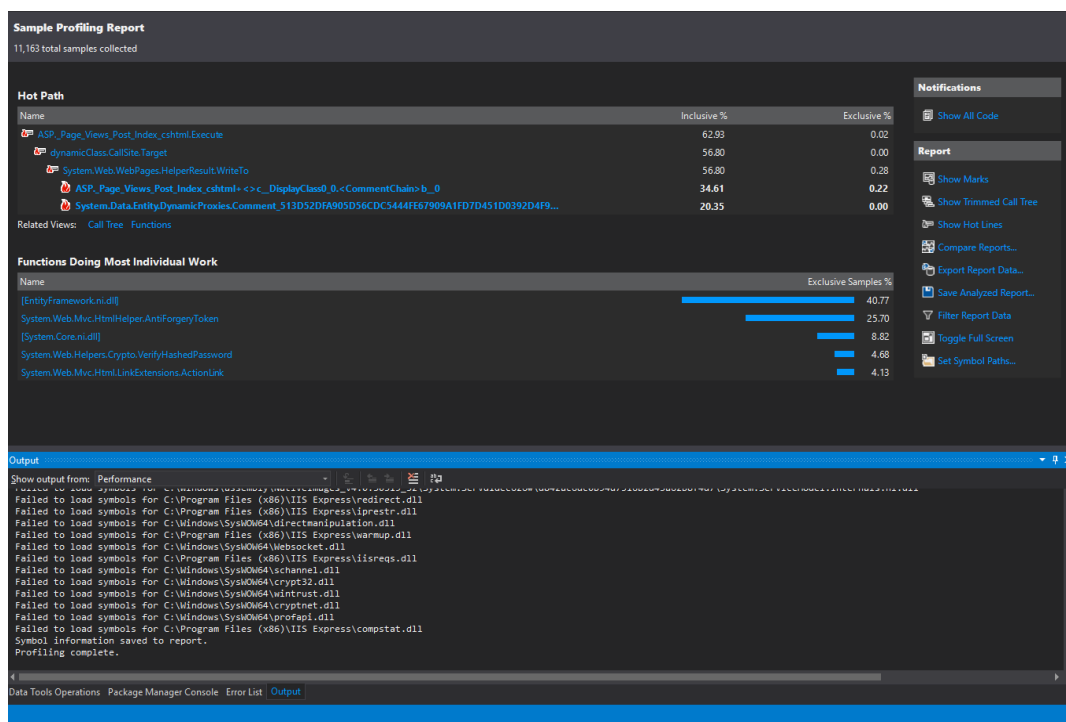 Sample Profiling Report
11,163 total samples collected
Hot Path
Name Inclusive % Exclusive %
ASP._Page_Views_Post_Index_cshtml.Execute 62.93 0.02
dynamicClass.CallSite.Target 56.80 0.00
System.Web.WebPages.HelperResult.WriteTo 56.80 0.28
ASP._Page_Views_Post_Index_cshtml+<>c__DisplayClass0_0.<CommentChain>b__0 34.61 0.22
System.Data.Entity.DynamicProxies.Comment_513D52DFA905D56CDC5444FE67909A1FD7D451D0392D4F9... 20.35 0.00
Related Views: Call Tree Functions
Functions Doing Most Individual Work
Name Exclusive Samples %
[EntityFramework.ni.dll] 40.77
System.Web.Mvc.HtmlHelper.AntiForgeryToken 25.70
[System.Core.ni.dll] 8.82
System.Web.Helpers.Crypto.VerifyHashedPassword 4.68
System.Web.Mvc.Html.LinkExtensions.ActionLink 4.13
Notifications
Show All Code
Report
Show Marks
Show Trimmed Call Tree
Show Hot Lines
Compare Reports...
Export Report Data...
Save Analyzed Report...
Filter Report Data
Toggle Full Screen
Set Symbol Paths...
Output
Show output from: Performance
Failed to load symbols for
Failed to load symbols for C:\Program Files (x86)\IIS Express\redirect.dll
Failed to load symbols for C:\Program Files (x86)\IIS Express\iprestr.dll
Failed to load symbols for C:\Windows\SysWOW64\directmanipulation.dll
Failed to load symbols for C:\Program Files (x86)\IIS Express\warmup.dll
Failed to load symbols for C:\Windows\SysWOW64\Websocket.dll
Failed to load symbols for C:\Program Files (x86)\IIS Express\iisreqs.dll
Failed to load symbols for C:\Windows\SysWOW64\schannel.dll
Failed to load symbols for C:\Windows\SysWOW64\crypt32.dll
Failed to load symbols for C:\Windows\SysWOW64\wintrust.dll
Failed to load symbols for C:\Windows\SysWOW64\cryptnet.dll
Failed to load symbols for C:\Windows\SysWOW64\profapi.dll
Failed to load symbols for C:\Program Files (x86)\IIS Express\compstat.dll
Symbol information saved to report.
Profiling complete.
Data Tools Operations Package Manager Console Error List Output